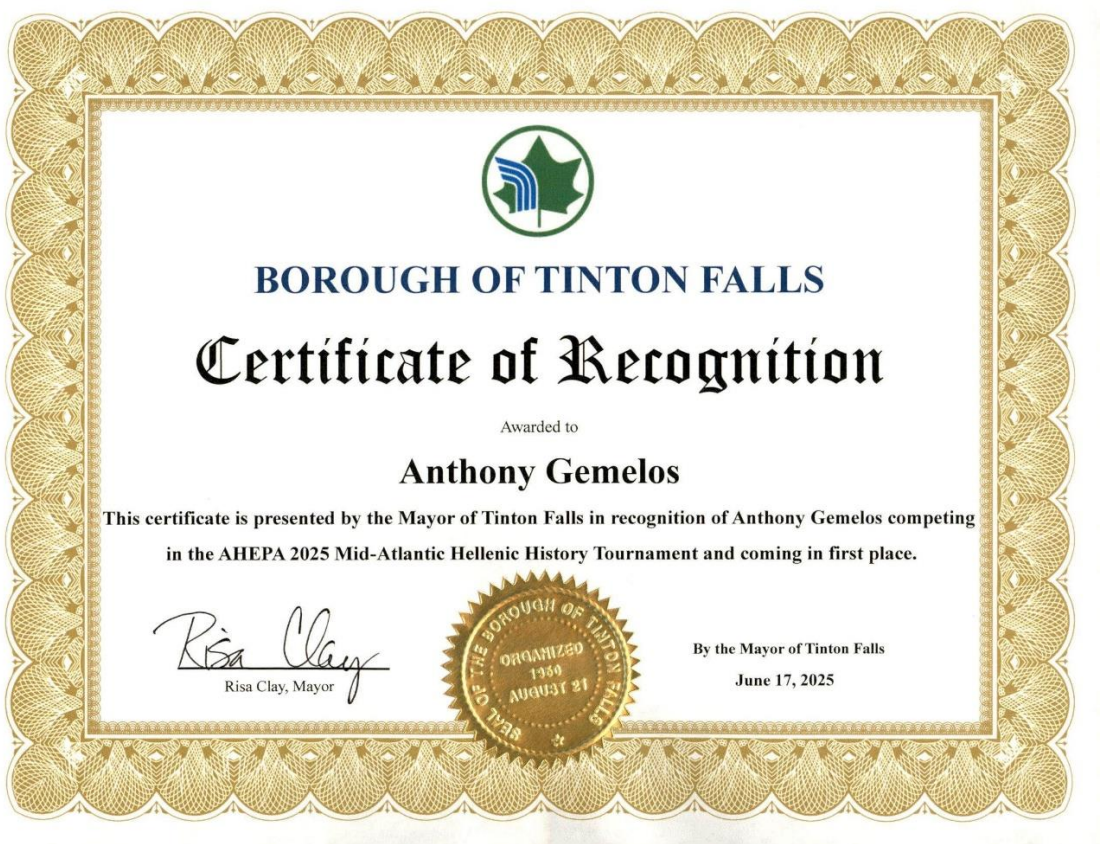 BOROUGH OF TINTON FALLS
Certificate of Recognition
Awarded to
Anthony Gemelos
This certificate is presented by the Mayor of Tinton Falls in recognition of Anthony Gemelos competing
in the AHEPA 2025 Mid-Atlantic Hellenic History Tournament and coming in first place.
Risa Clay
Risa Clay, Mayor
SEAL OF THE BOROUGH OF TINTON FALLS
ORGANIZED
1950
AUGUST 21
By the Mayor of Tinton Falls
June 17, 2025